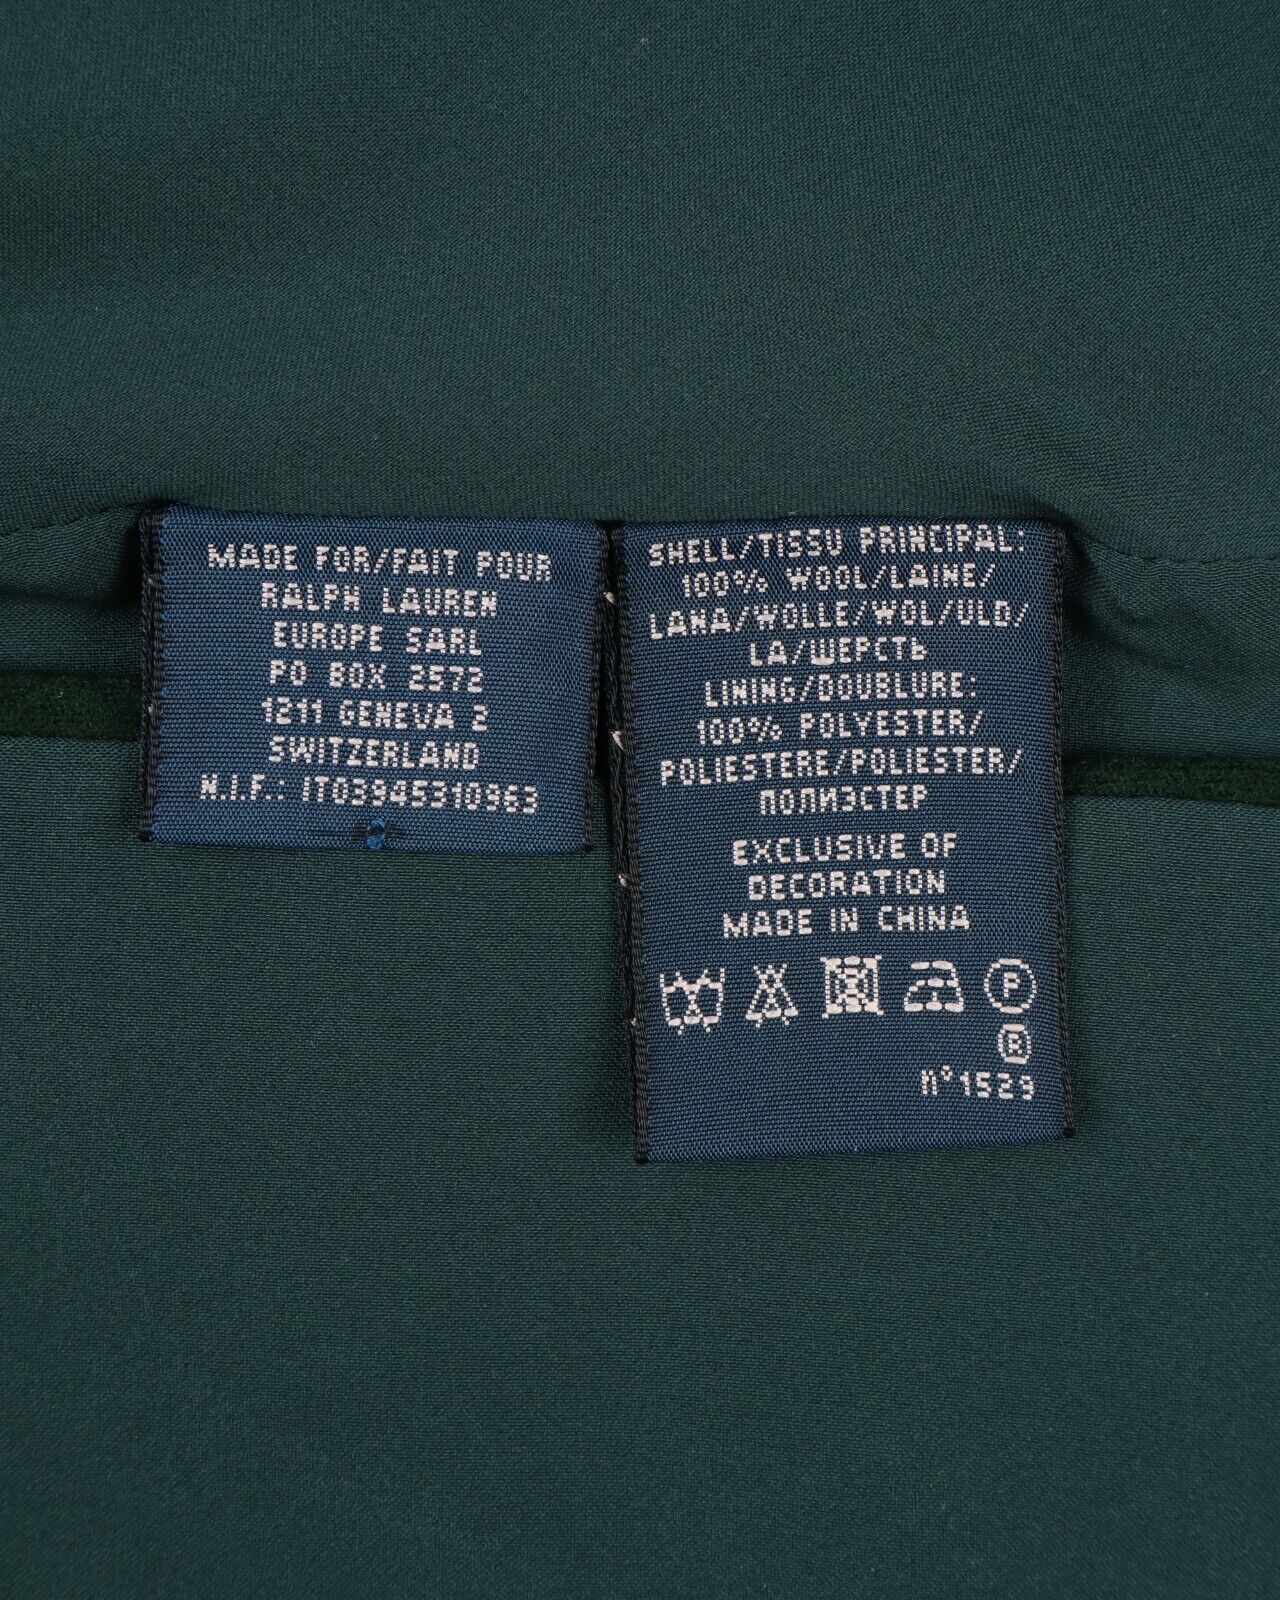 MADE FOR/FAIT POUR
RALPH LAUREN
EUROPE SARL
PO BOX 2572
1211 GENEVA 2
SWITZERLAND
N.I.F.: IT03945310963
SHELL/TISSU PRINCIPAL:
100% WOOL/LAINE/
LANA/WOLLE/WOL/ULD/
LA/ШЕРСТЬ
LINING/DOUBLURE:
100% POLYESTER/
POLIESTERE/POLIESTER/
ПОЛИЭСТЕР
EXCLUSIVE OF
DECORATION
MADE IN CHINA
P
R
n°1529